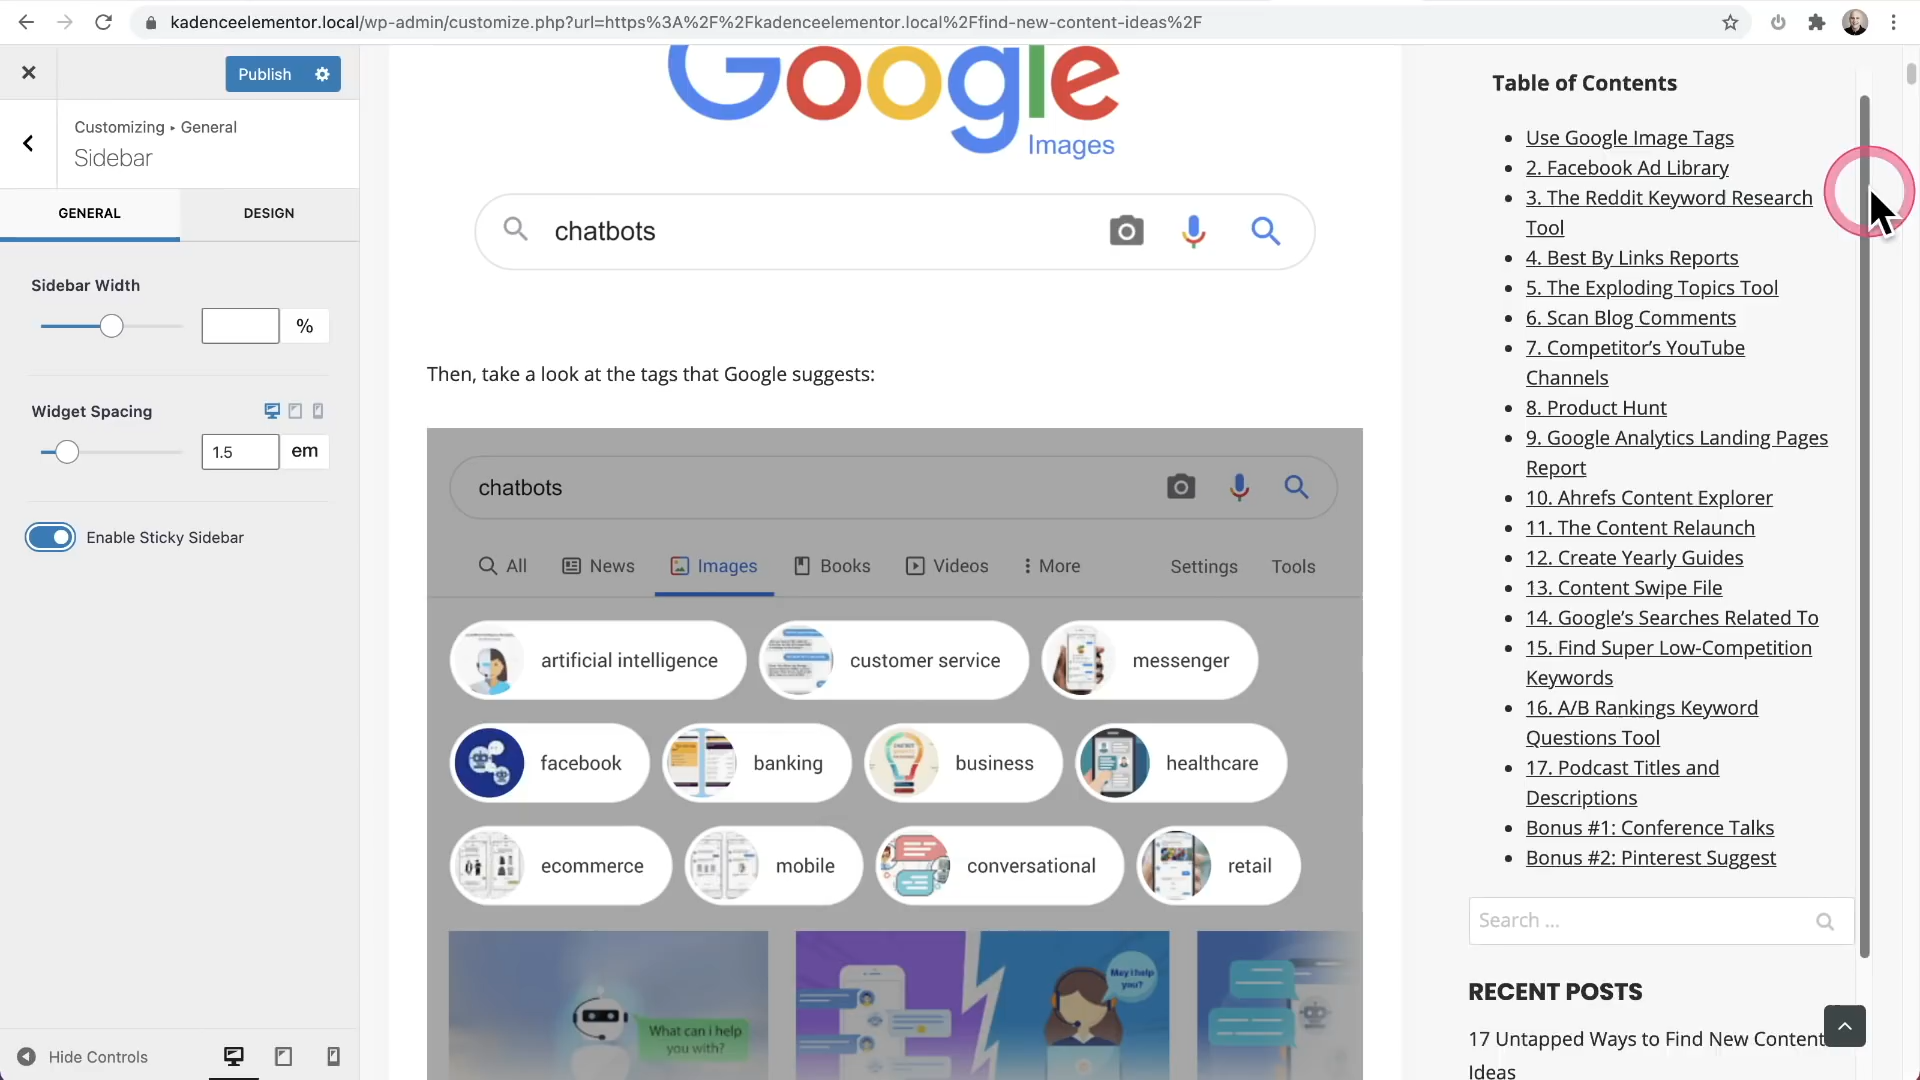 kadenceelementor.local/wp-admin/customize.php?url=https%3A%2F%2Fkadenceelementor.local%2Ffind-new-content-ideas%2F
Publish
Customizing ▸ General
Sidebar
GENERAL
DESIGN
Sidebar Width
%
Widget Spacing
1.5
em
Enable Sticky Sidebar
Hide Controls
Google
Images
chatbots
Then, take a look at the tags that Google suggests:
chatbots
All
News
Images
Books
Videos
More
Settings
Tools
artificial intelligence
customer service
messenger
facebook
banking
business
healthcare
ecommerce
mobile
conversational
retail
What can i help
you with?
May i help
you?
Table of Contents
Use Google Image Tags
2. Facebook Ad Library
3. The Reddit Keyword Research
Tool
4. Best By Links Reports
5. The Exploding Topics Tool
6. Scan Blog Comments
7. Competitor’s YouTube
Channels
8. Product Hunt
9. Google Analytics Landing Pages
Report
10. Ahrefs Content Explorer
11. The Content Relaunch
12. Create Yearly Guides
13. Content Swipe File
14. Google’s Searches Related To
15. Find Super Low-Competition
Keywords
16. A/B Rankings Keyword
Questions Tool
17. Podcast Titles and
Descriptions
Bonus #1: Conference Talks
Bonus #2: Pinterest Suggest
Search ...
RECENT POSTS
17 Untapped Ways to Find New Content
Ideas